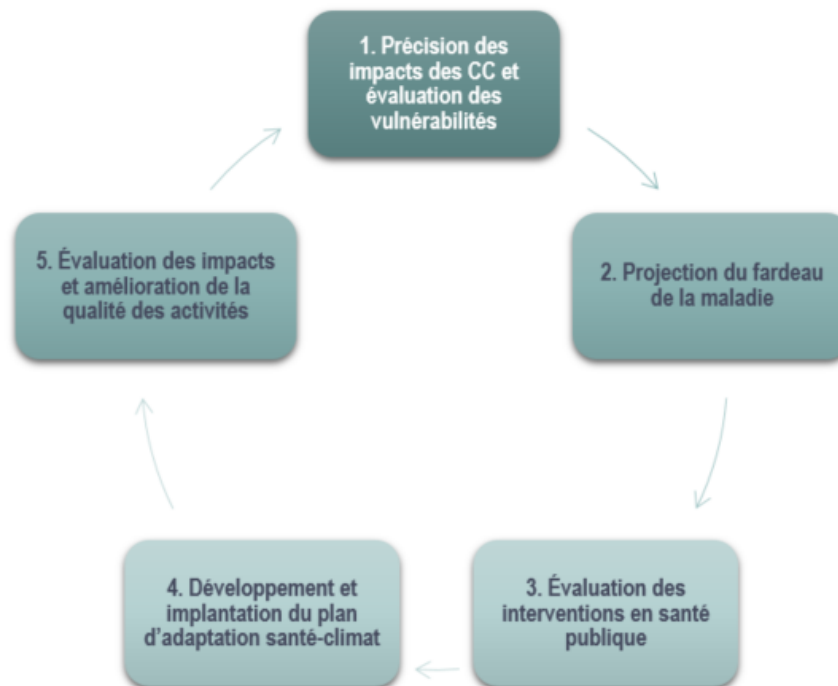 1. Précision des
impacts des CC et
évaluation des
vulnérabilités
2. Projection du fardeau
de la maladie
3. Évaluation des
interventions en santé
publique
4. Développement et
implantation du plan
d'adaptation santé-climat
5. Évaluation des impacts
et amélioration de la
qualité des activités